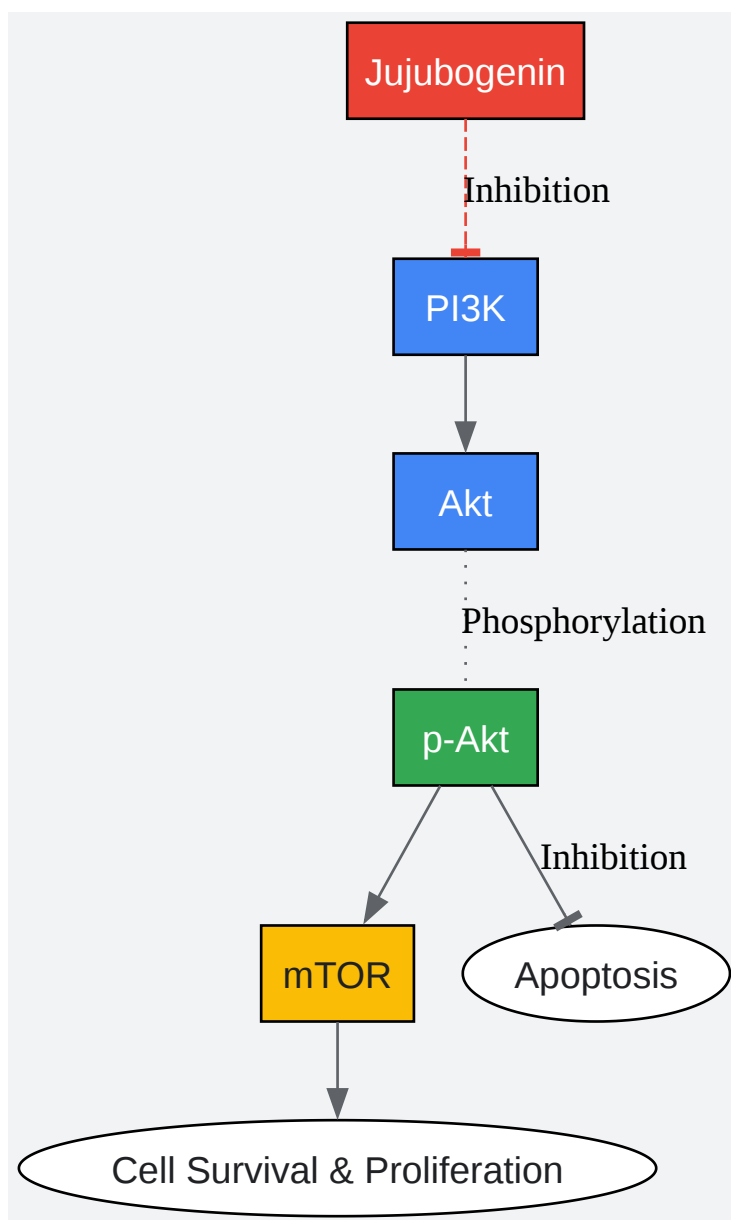 Jujubogenin
Inhibition
PI3K
Akt
Phosphorylation
p-Akt
Inhibition
mTOR
Apoptosis
Cell Survival & Proliferation